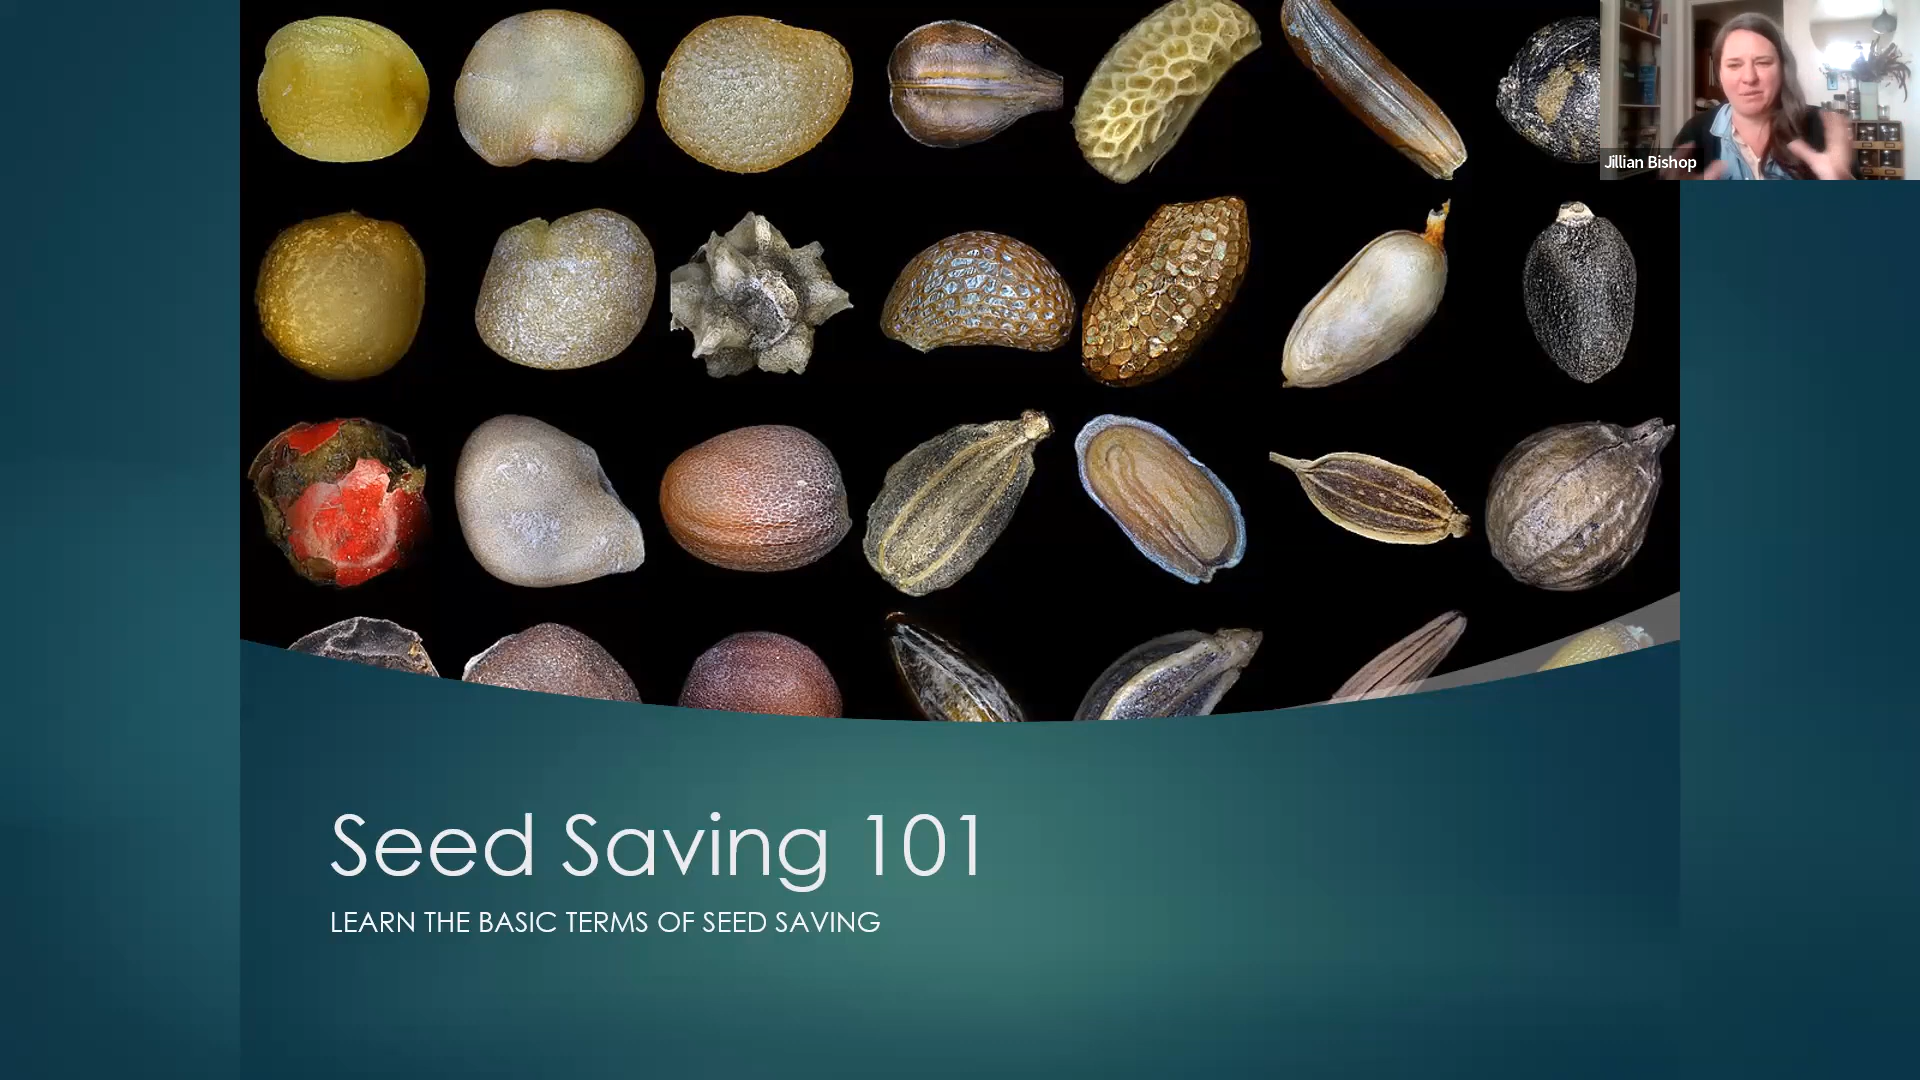 Jillian Bishop
Seed Saving 101
LEARN THE BASIC TERMS OF SEED SAVING